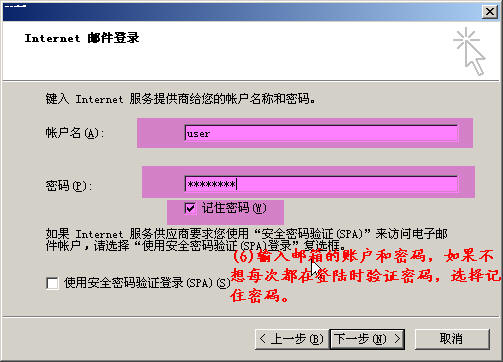 Internet 邮件登录
键入 Internet 服务提供商给您的帐户名称和密码。
帐户名(A): user
密码(P): ********
记住密码(W)
如果 Internet 服务供应商要求您使用“安全密码验证(SPA)”来访问电子邮
件帐户,请选择“使用安全密码验证(SPA)登录”复选框。
(6)输入邮箱的账户和密码，如果不
想每次都在登陆时验证密码，选择记
住密码。
使用安全密码验证登录(SPA)(S)
< 上一步(B) 下一步(N) > 取消